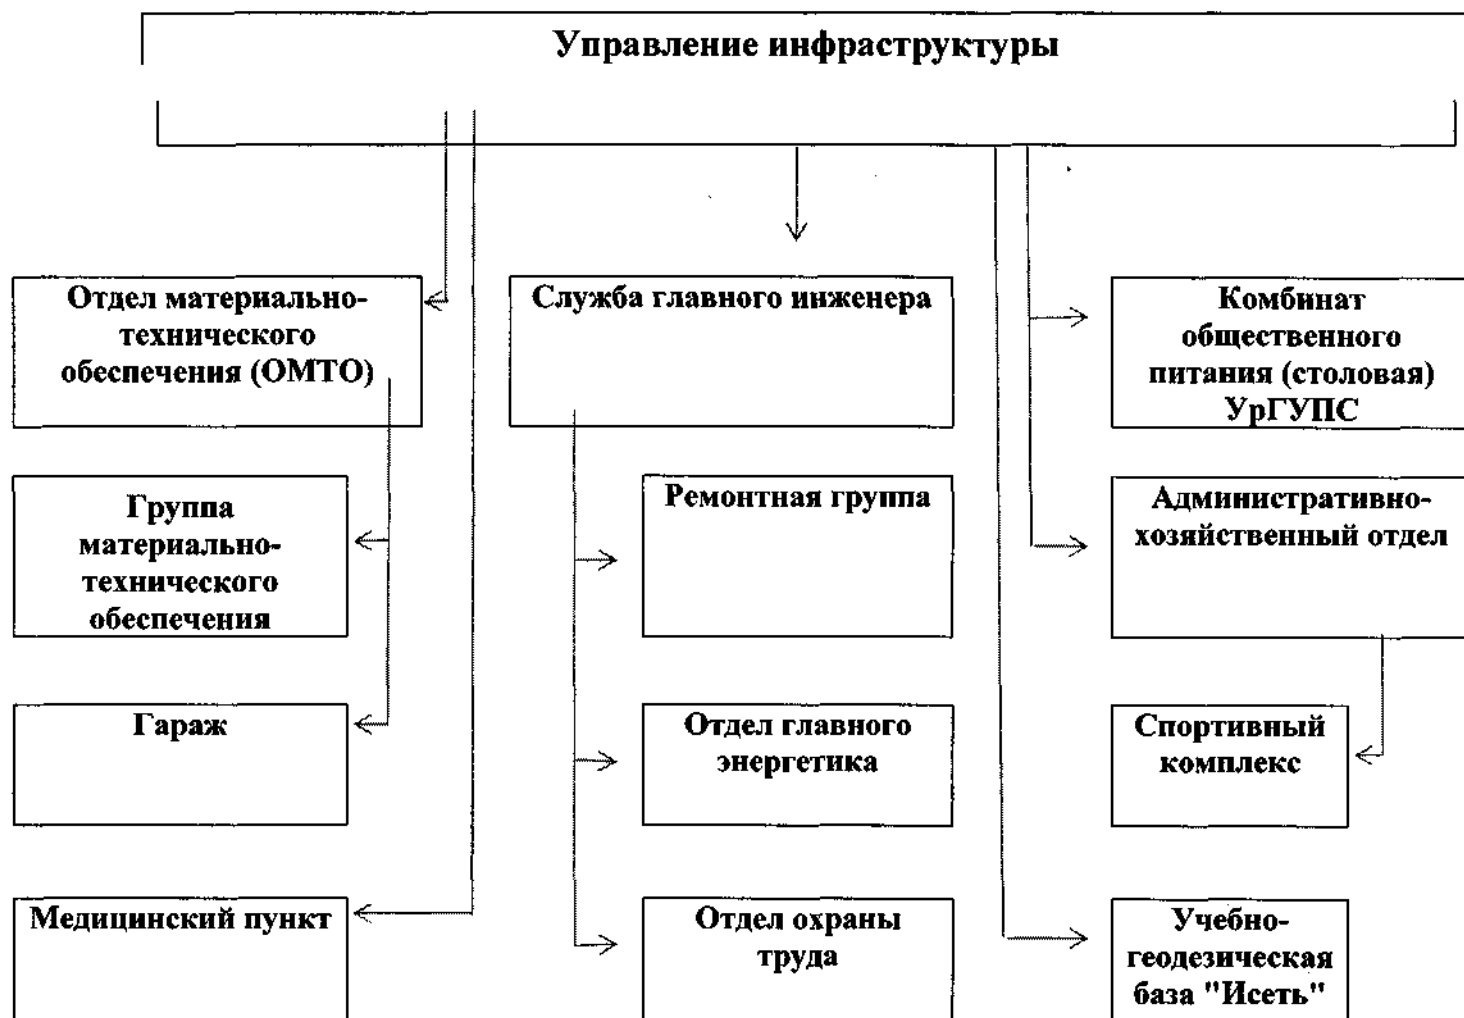 Управление инфраструктуры
Отдел материально-
технического
обеспечения (ОМТО)
Служба главного инженера
Комбинат
общественного
питания (столовая)
УрГУПС
Группа
материально-
технического
обеспечения
Ремонтная группа
Административно-
хозяйственный отдел
Гараж
Отдел главного
энергетика
Спортивный
комплекс
Медицинский пункт
Отдел охраны
труда
Учебно-
геодезическая
база "Исеть"